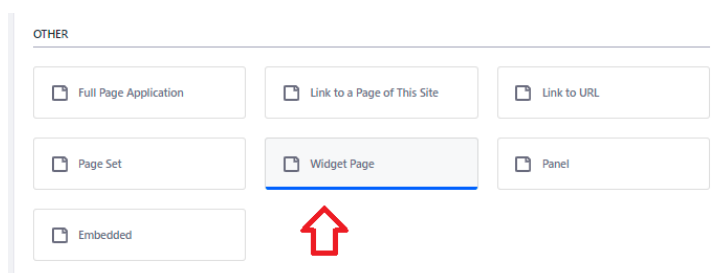 OTHER
Full Page Application
Link to a Page of This Site
Link to URL
Page Set
Widget Page
Panel
Embedded